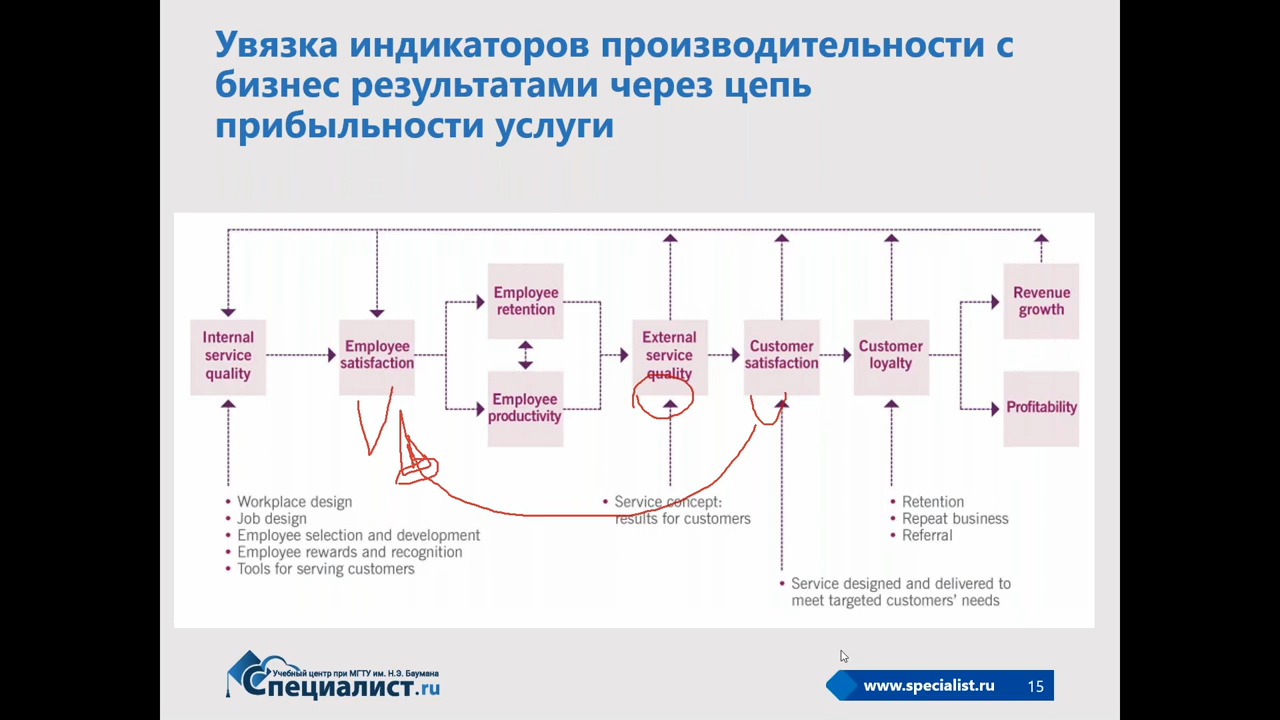 Увязка индикаторов производительности с
бизнес результатами через цепь
прибыльности услуги
Internal
service
quality
Employee
satisfaction
Employee
retention
Employee
productivity
External
service
quality
Customer
satisfaction
Customer
loyalty
Revenue
growth
Profitability
• Workplace design
• Job design
• Employee selection and development
• Employee rewards and recognition
• Tools for serving customers
• Service concept:
results for customers
• Retention
• Repeat business
• Referral
• Service designed and delivered to
meet targeted customers’ needs
Учебный центр при МГТУ им. Н.Э. Баумана
Специалист.ru
www.specialist.ru 15